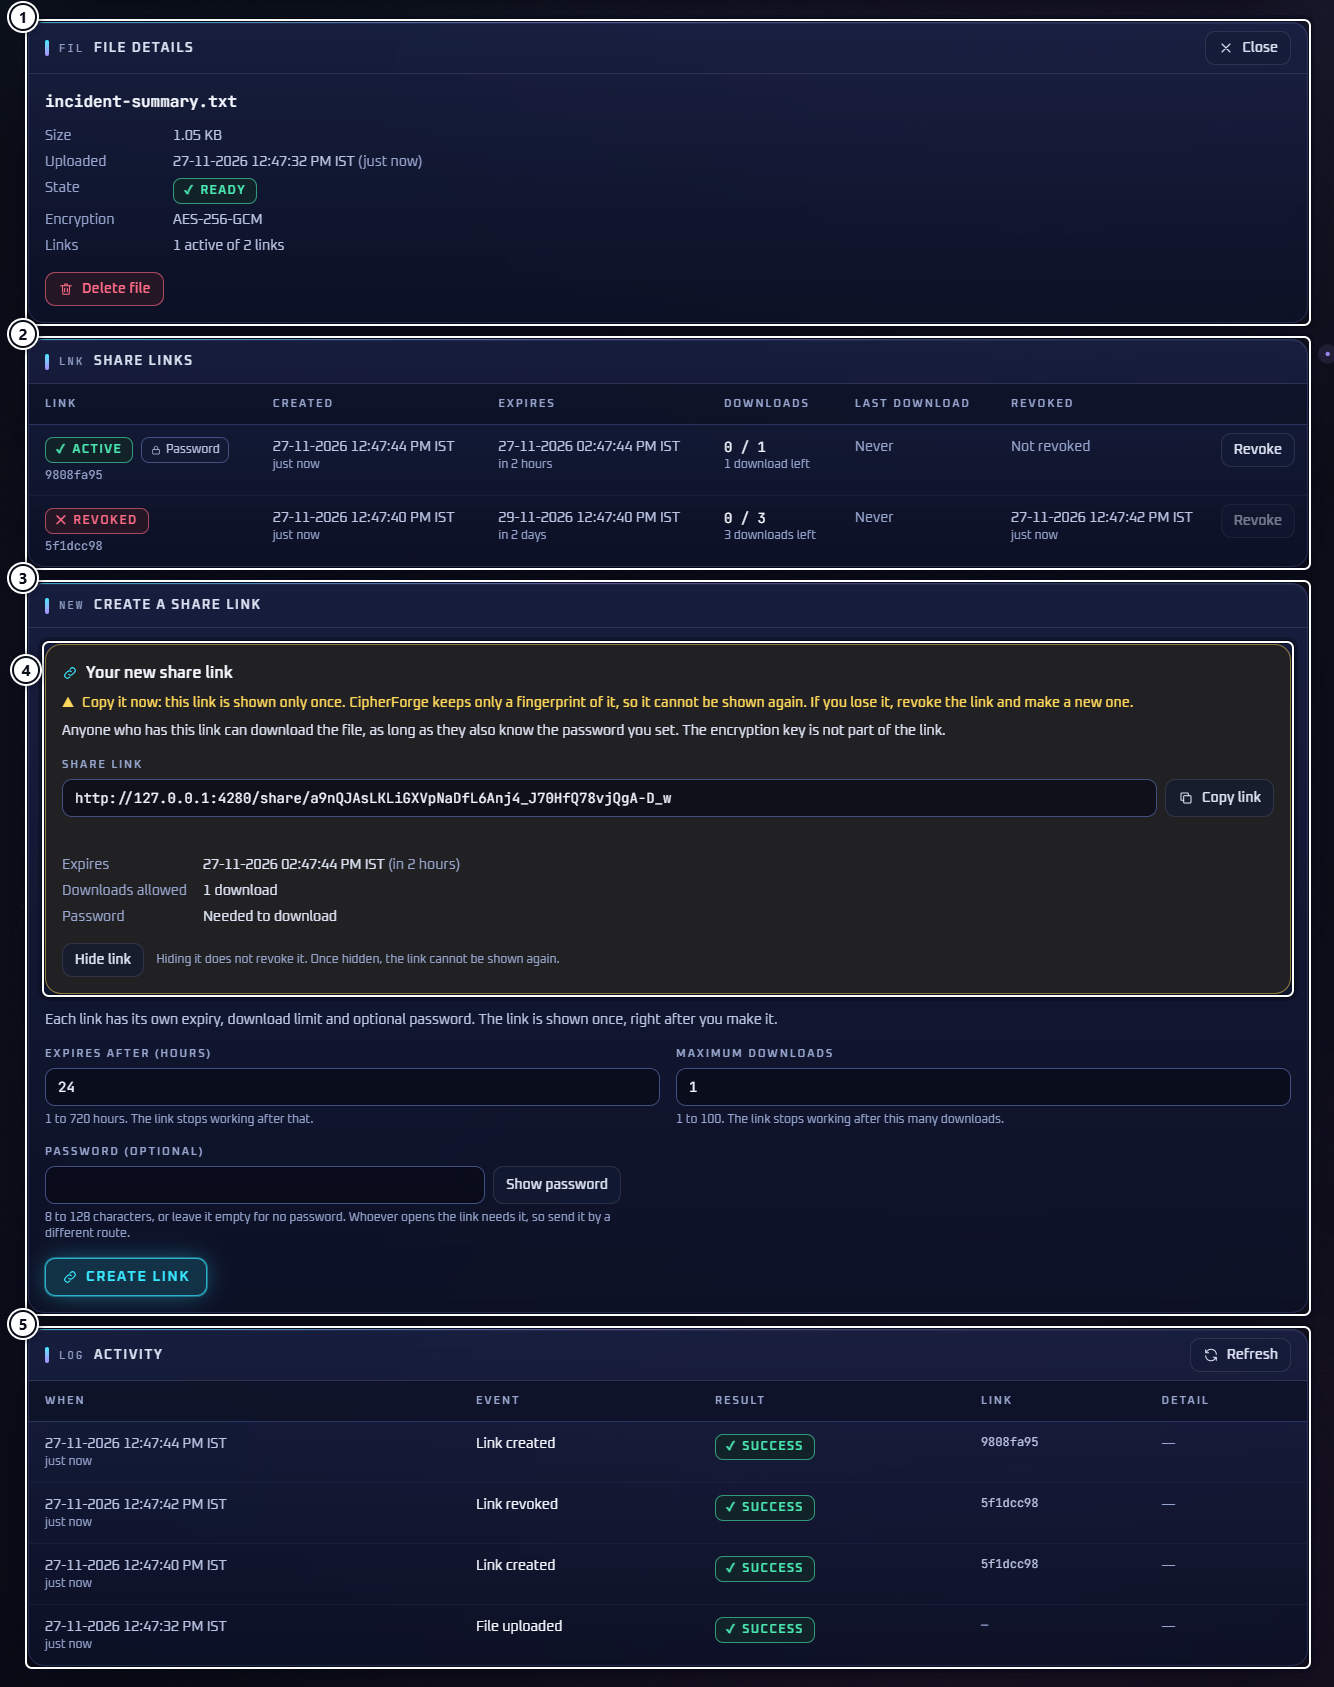 1
FIL FILE DETAILS
Close
incident-summary.txt
Size 1.05 KB
Uploaded 27-11-2026 12:47:32 PM IST (just now)
State ✓ READY
Encryption AES-256-GCM
Links 1 active of 2 links
Delete file
2
LNK SHARE LINKS
LINK CREATED EXPIRES DOWNLOADS LAST DOWNLOAD REVOKED
✓ ACTIVE Password 27-11-2026 12:47:44 PM IST 27-11-2026 02:47:44 PM IST 0 / 1 Never Not revoked Revoke
9808fa95 just now in 2 hours 1 download left
✕ REVOKED 27-11-2026 12:47:40 PM IST 29-11-2026 12:47:40 PM IST 0 / 3 Never 27-11-2026 12:47:42 PM IST Revoke
5f1dcc98 just now in 2 days 3 downloads left just now
3
NEW CREATE A SHARE LINK
4
Your new share link
▲ Copy it now: this link is shown only once. CipherForge keeps only a fingerprint of it, so it cannot be shown again. If you lose it, revoke the link and make a new one.
Anyone who has this link can download the file, as long as they also know the password you set. The encryption key is not part of the link.
SHARE LINK
http://127.0.0.1:4280/share/a9nQJAsLKLiGXVpNaDfL6Anj4_J70HfQ78vjQgA-D_w Copy link
Expires 27-11-2026 02:47:44 PM IST (in 2 hours)
Downloads allowed 1 download
Password Needed to download
Hide link Hiding it does not revoke it. Once hidden, the link cannot be shown again.
Each link has its own expiry, download limit and optional password. The link is shown once, right after you make it.
EXPIRES AFTER (HOURS) MAXIMUM DOWNLOADS
24 1
1 to 720 hours. The link stops working after that. 1 to 100. The link stops working after this many downloads.
PASSWORD (OPTIONAL)
Show password
8 to 128 characters, or leave it empty for no password. Whoever opens the link needs it, so send it by a
different route.
CREATE LINK
5
LOG ACTIVITY
Refresh
WHEN EVENT RESULT LINK DETAIL
27-11-2026 12:47:44 PM IST Link created ✓ SUCCESS 9808fa95 —
just now
27-11-2026 12:47:42 PM IST Link revoked ✓ SUCCESS 5f1dcc98 —
just now
27-11-2026 12:47:40 PM IST Link created ✓ SUCCESS 5f1dcc98 —
just now
27-11-2026 12:47:32 PM IST File uploaded ✓ SUCCESS — —
just now